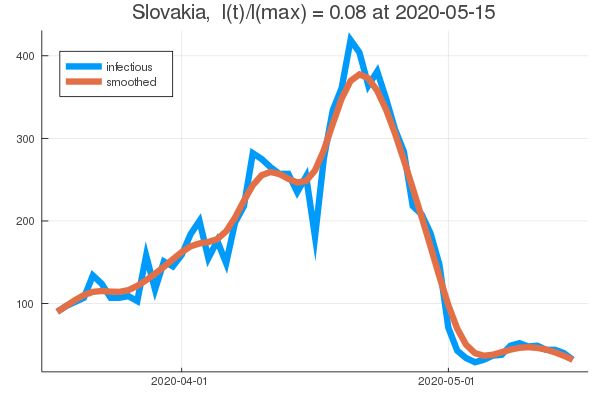 Slovakia, I(t)/I(max) = 0.08 at 2020-05-15
infectious
smoothed
400
300
200
100
2020-04-01 2020-05-01